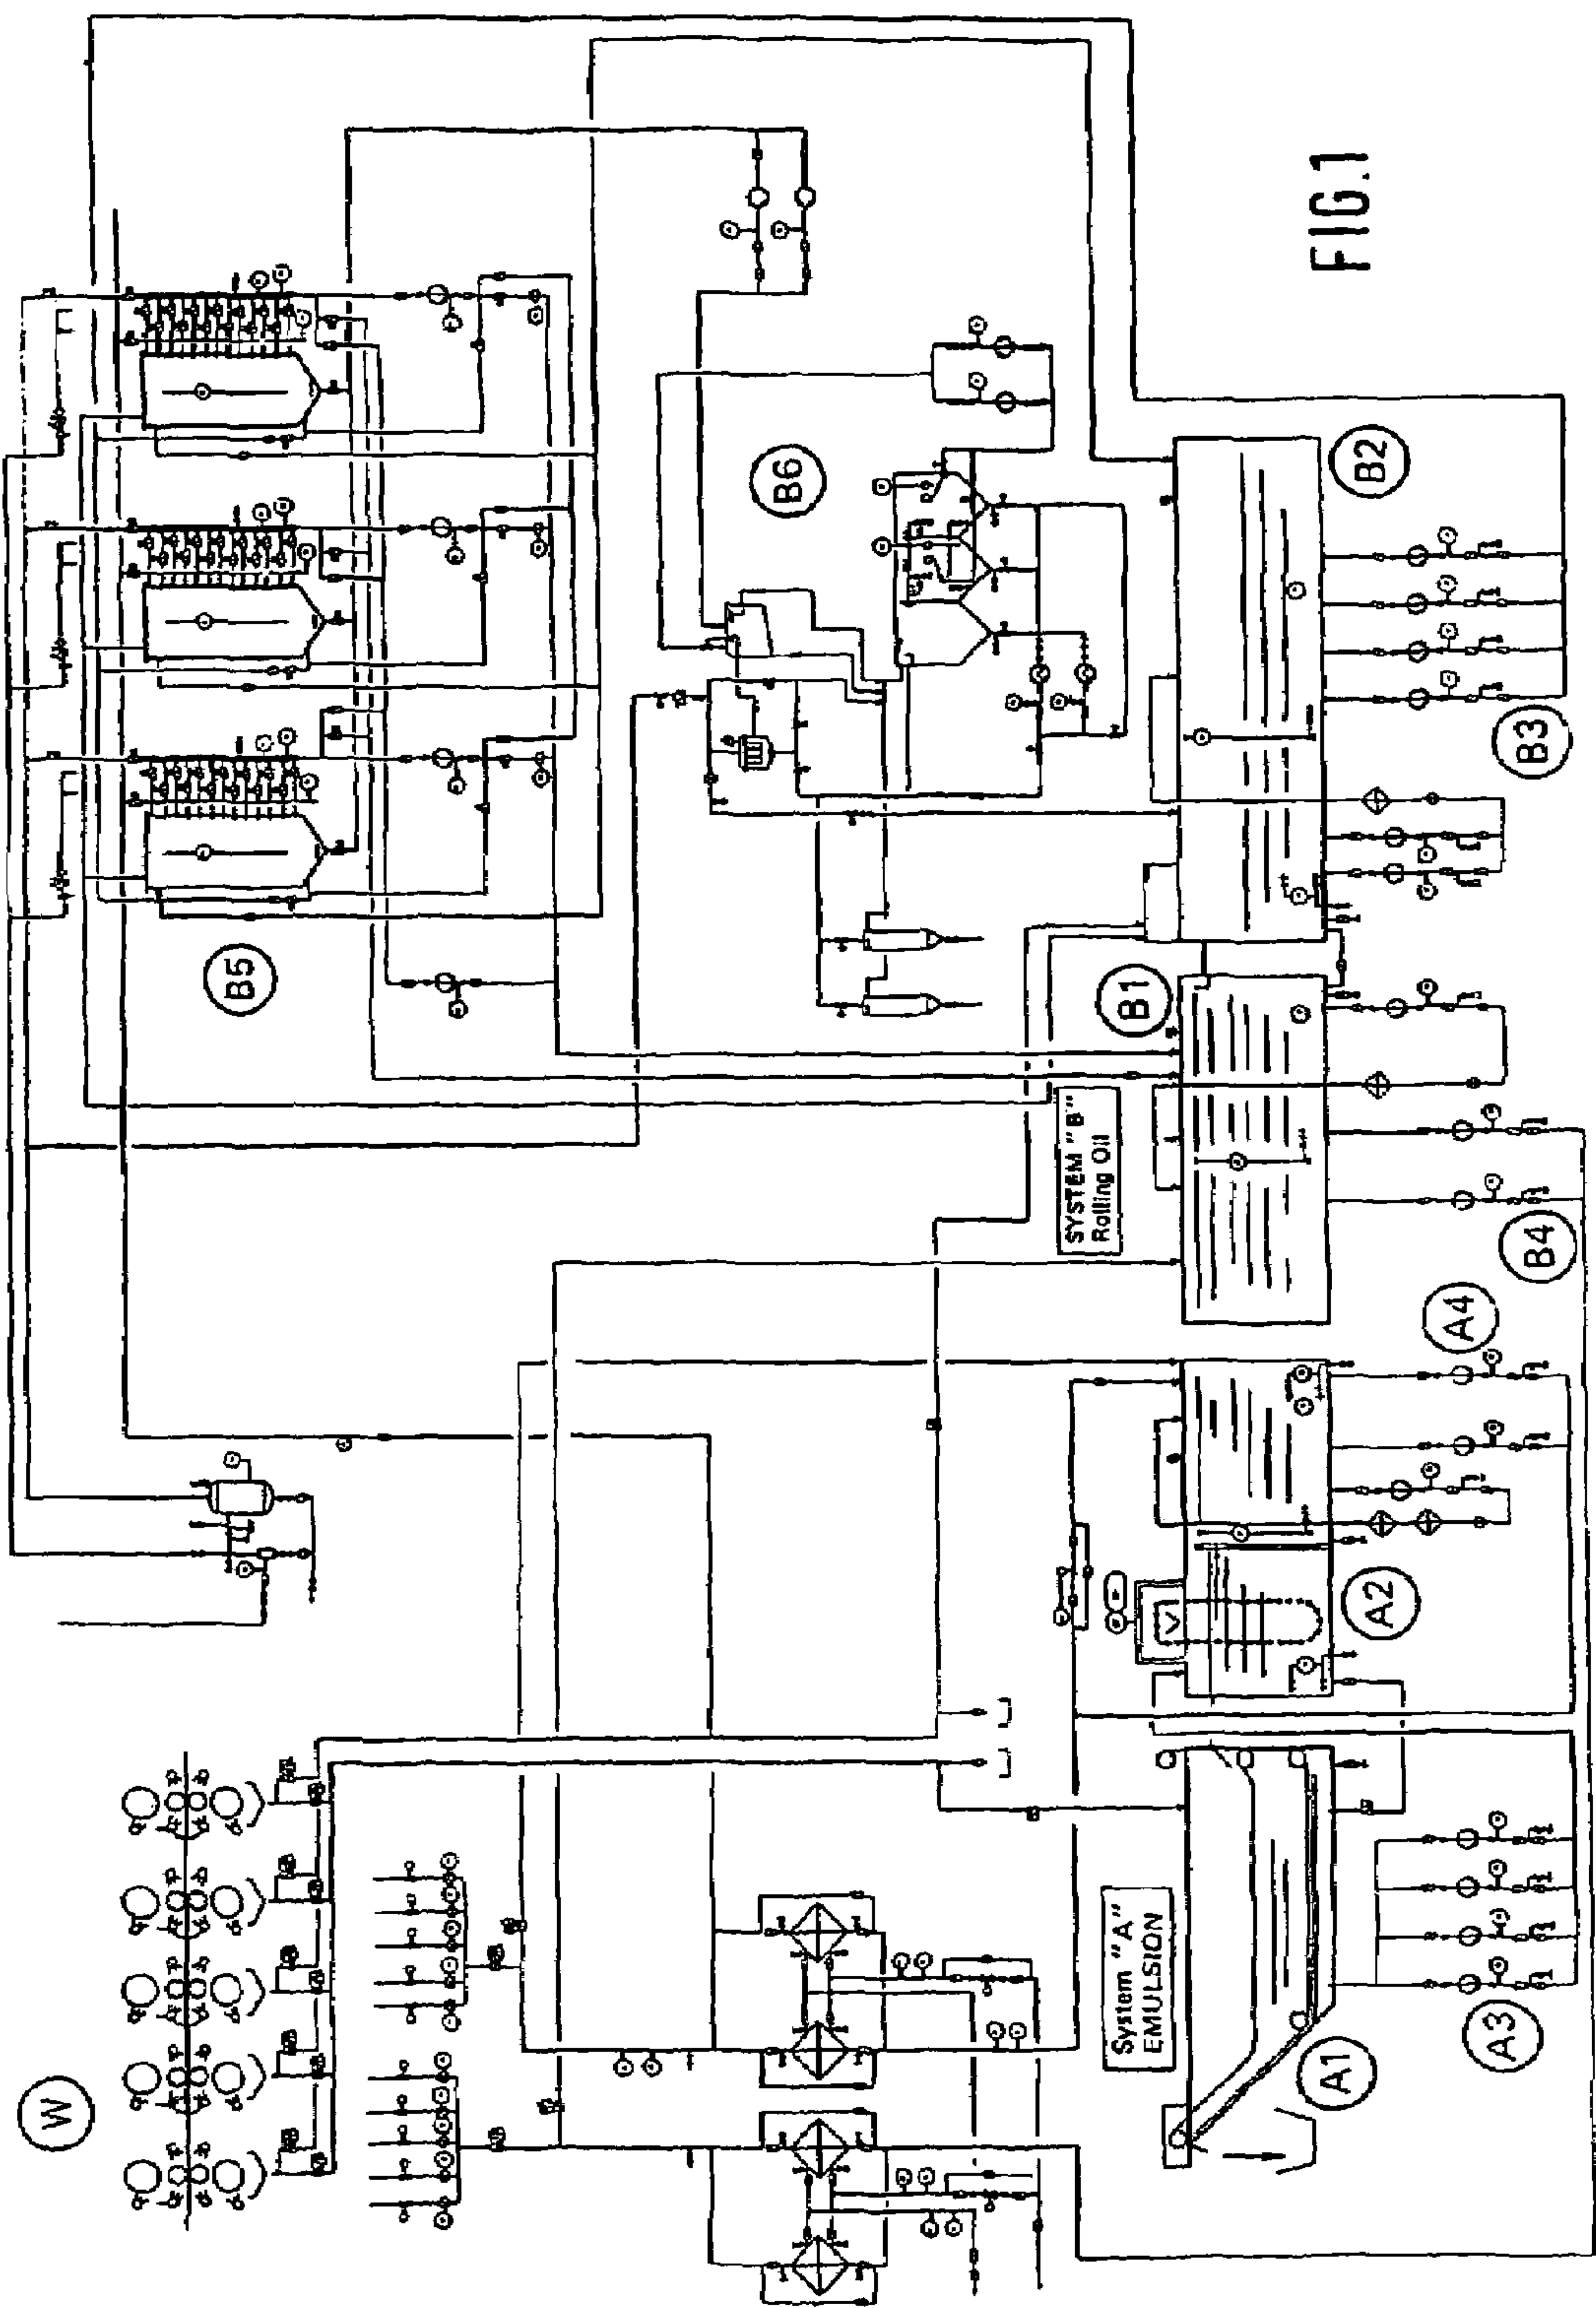 FIG.1
W
B5
B6
B1
B2
B3
B4
SYSTEM "B"
Rolling Oil
A4
A2
System "A"
EMULSION
A1
A3